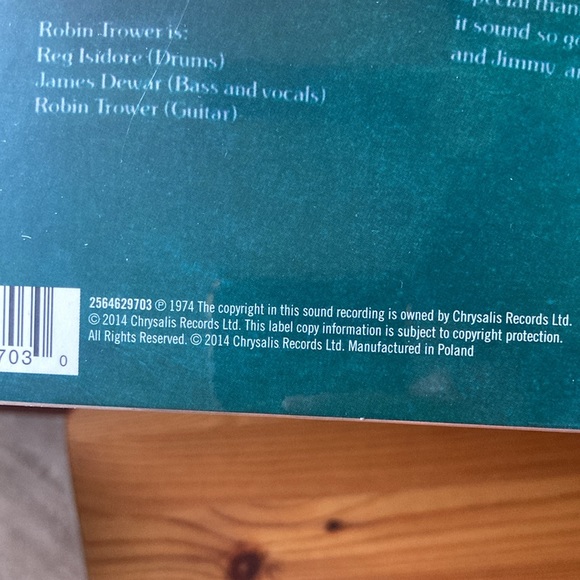 Robin Trower is:
Reg Isidore (Drums)
James Dewar (Bass and vocals)
Robin Trower (Guitar)
special than
it sound so
and Jimmy
2564629703 ℗ 1974 The copyright in this sound recording is owned by Chrysalis Records Ltd.
© 2014 Chrysalis Records Ltd. This label copy information is subject to copyright protection.
All Rights Reserved. © 2014 Chrysalis Records Ltd. Manufactured in Poland
703 0